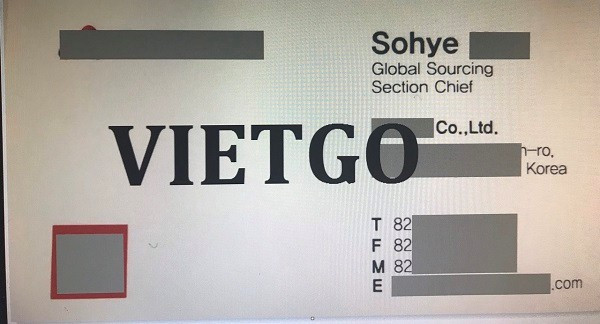 Sohye
Global Sourcing
Section Chief
Co.,Ltd.
VIETGO
-ro,
Korea
T 82
F 82
M 82
E .com